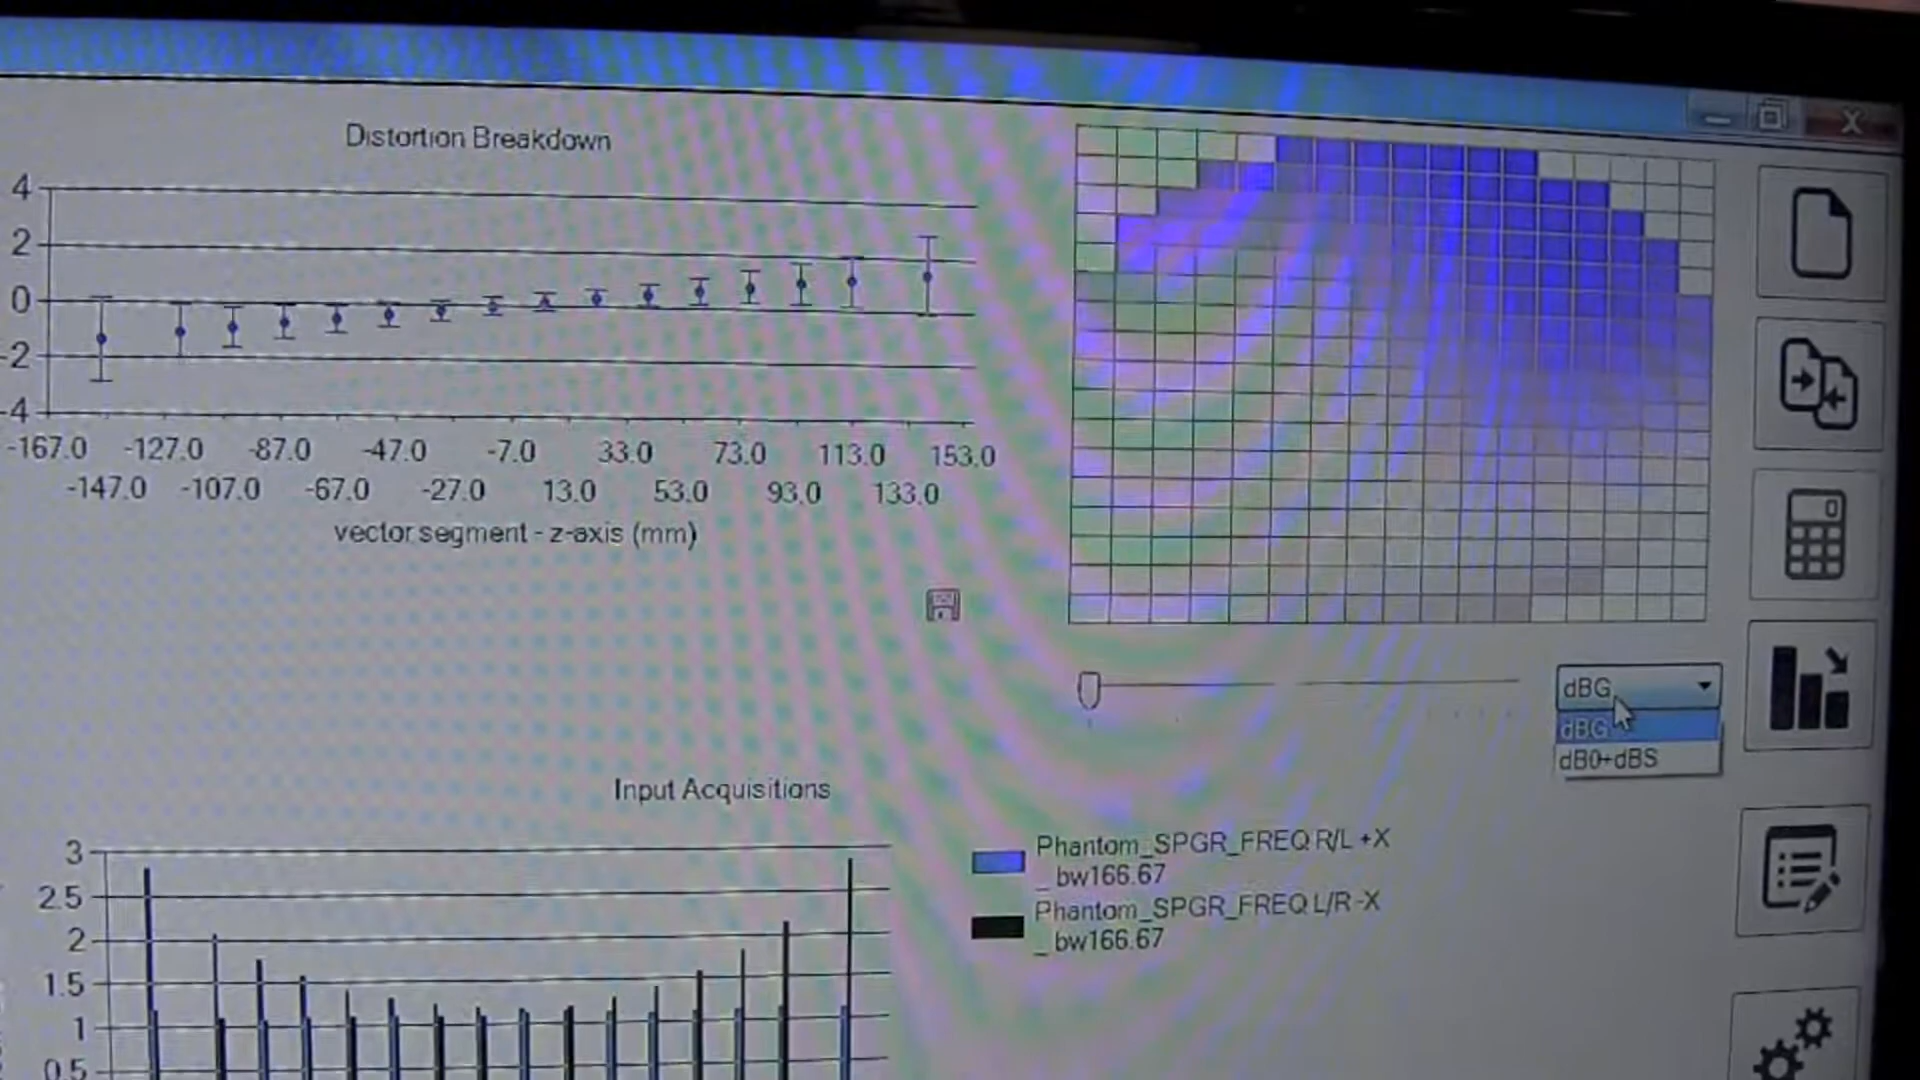 Distortion Breakdown
4
2
0
-2
-4
-167.0 -127.0 -87.0 -47.0 -7.0 33.0 73.0 113.0 153.0
-147.0 -107.0 -67.0 -27.0 13.0 53.0 93.0 133.0
vector segment - z-axis (mm)
dBG
dBG
dB0+dBS
Input Acquisitions
3
2.5
2
1.5
1
0.5
Phantom_SPGR_FREQ R/L +X
_bw166.67
Phantom_SPGR_FREQ L/R -X
_bw166.67